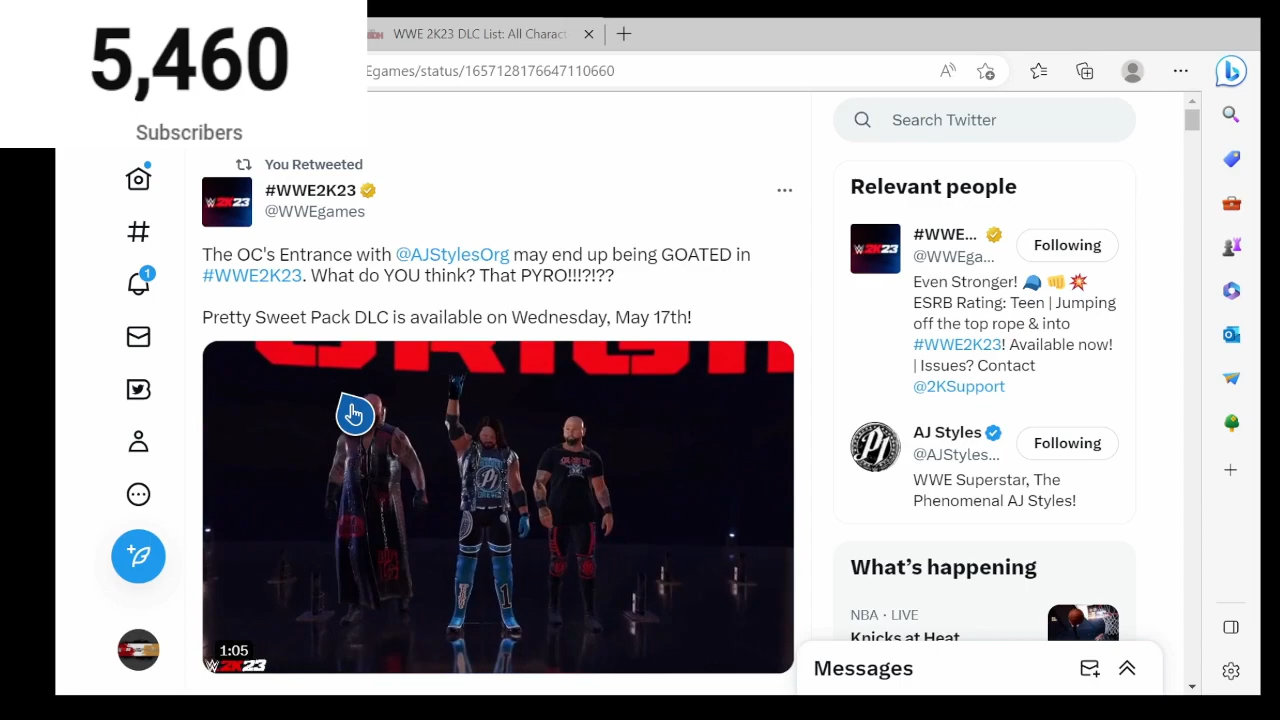 5,460
Subscribers
WWE 2K23 DLC List: All Charact
Egames/status/1657128176647110660
Search Twitter
You Retweeted
#WWE2K23
@WWEgames
The OC's Entrance with @AJStylesOrg may end up being GOATED in
#WWE2K23. What do YOU think? That PYRO!!!?!??
Pretty Sweet Pack DLC is available on Wednesday, May 17th!
1:05
W 2K23
Relevant people
#WWE...
@WWEga...
Following
Even Stronger! 🧢 👊 💥
ESRB Rating: Teen | Jumping
off the top rope & into
#WWE2K23! Available now!
| Issues? Contact
@2KSupport
AJ Styles
@AJStyles...
Following
WWE Superstar, The
Phenomenal AJ Styles!
What's happening
NBA · LIVE
Knicks at Heat
Messages
1